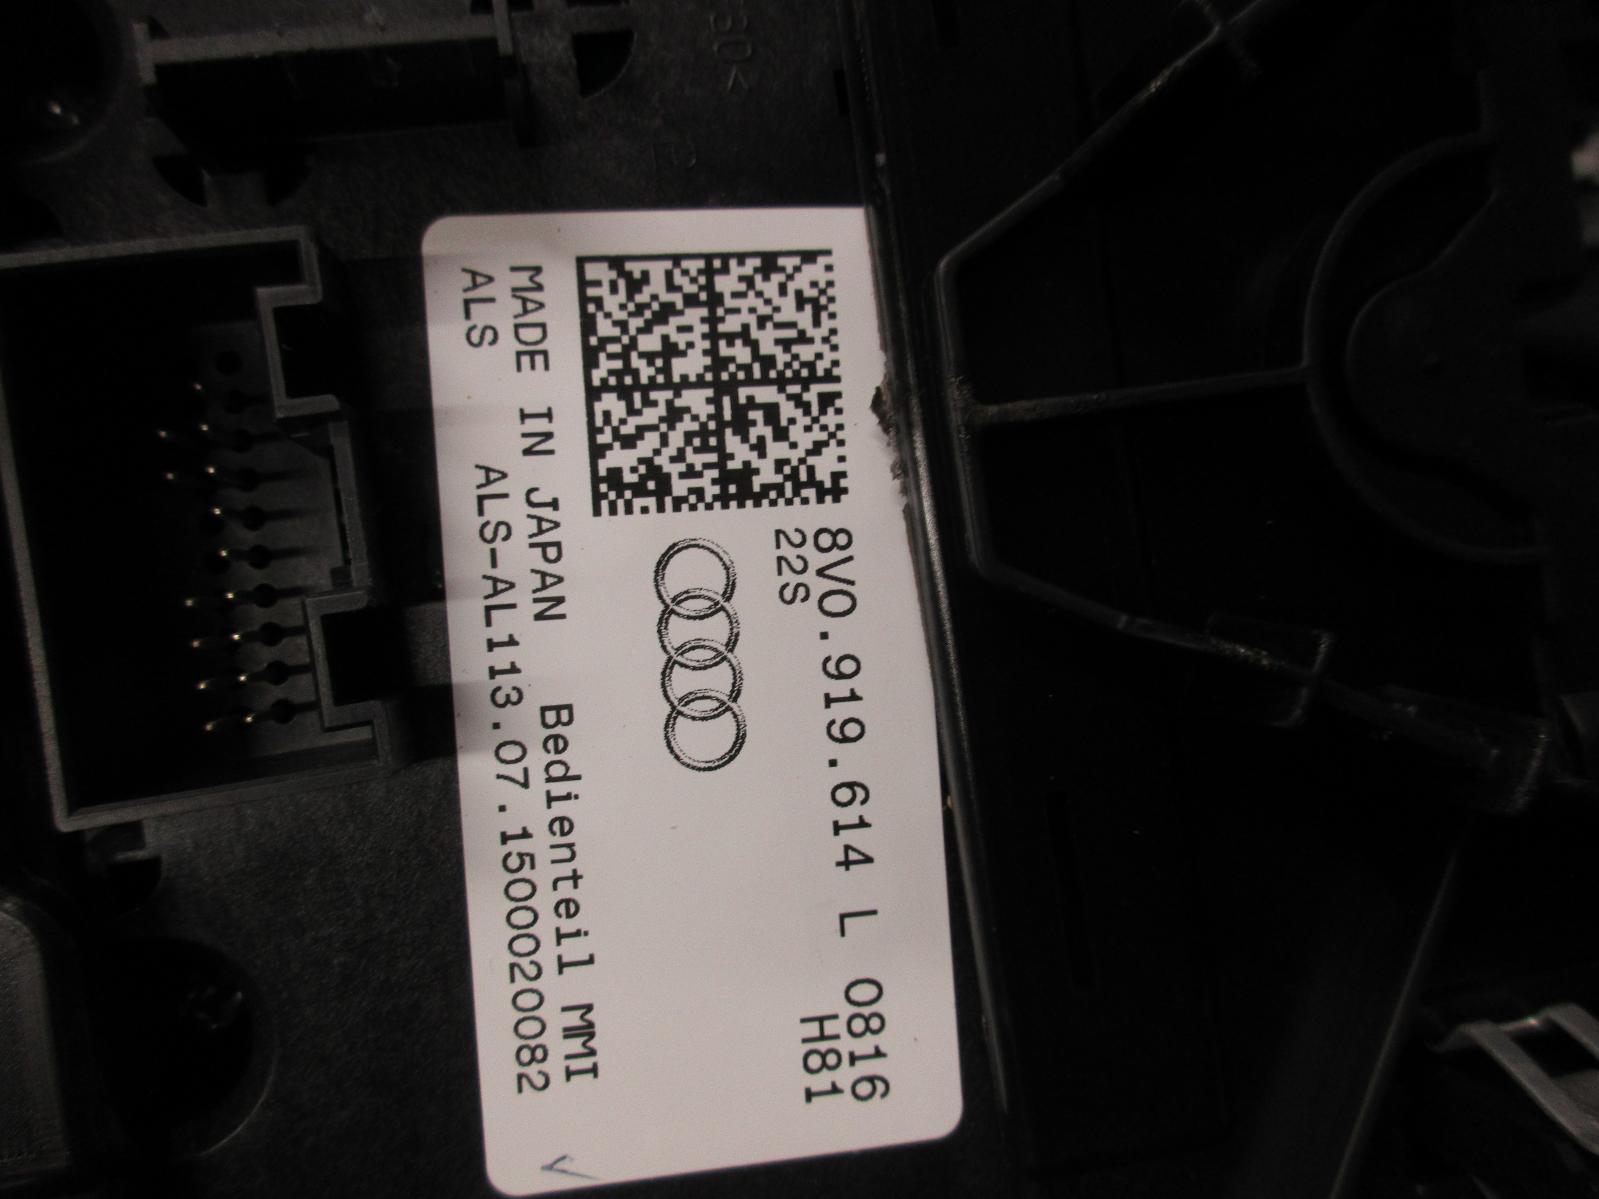 8V0.919.614 L 0816
22S H81
MADE IN JAPAN Bedienteil MMI
ALS ALS-AL113.07.1500020082